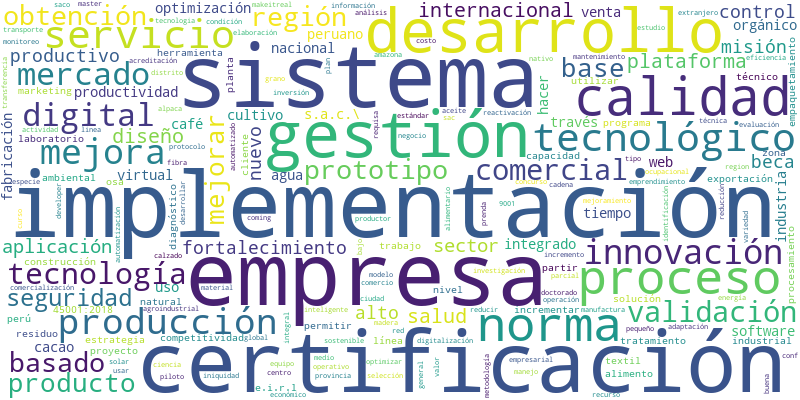 saco master optimización makeitreal información
obtención tecnología condición internacional venta control
transporte servicio región análisis extranjero orgánico
monitoreo elaboración peruano desarrollo costo estudio misión
productivo acreditación herramienta nacional amazona nativo mantenimiento eficiencia
mercado distrito planta sistema plan base plataforma
marketing productividad grano inversión utilizar técnico
transferencia alpaca cultivo s.a.c.\ estándar aceite sac reactivación hacer calidad empaquetamiento
digital café requisa negocio través programa técnica evaluación
actividad línea diseño nuevo gestión tecnológico
fabricación laboratorio protocolo cliente automatizado
mejora fibra mejorar capacidad tipo web zona región beca
especie ambiental osa agua prototipo comercial ocupacional exportación
virtual diagnóstico desarrollar concurso cadena emprendimiento industria
curso developer implementación 9001 alimentario prenda tiempo mejoramiento identificación redacción variedad
automatización coming productor
aplicación fortalecimiento trabajo sector integrado innovación procesamiento
construcción calzado bajo investigación partir parcial
tecnología comercialización uso empresa modelo comercio nivel doctorado operación proceso
seguridad agroindustrial material inteligente ciudad reducir incrementar manufactura solución energía
45001:2018 natural integral alto salud incremento validación
perú producción permitir madera red norma pequeño adaptación
residuo estrategia competitividad global línea digitalización software
basado cacao proyecto sostenible optimizar empresarial tratamiento industrial
solar ciencia equipo medio general valor metodología textil conf
producto usar piloto iniquidad centro operativo provincia selección certificación manejo alimento buena
e.i.r.l económico recurso